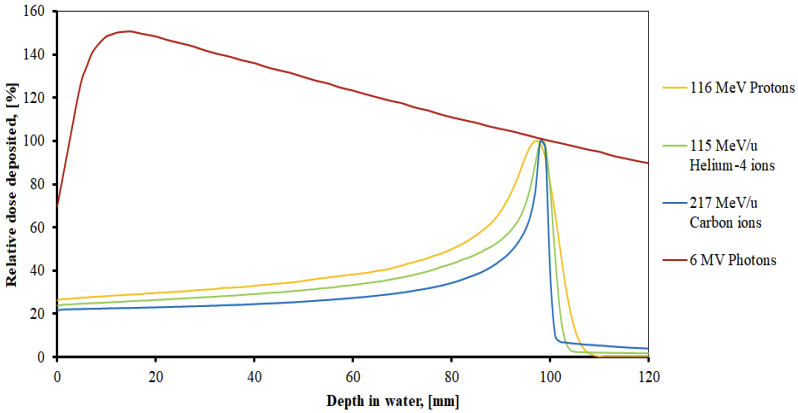 Relative dose deposited, [%]
160
140
120
100
80
60
40
20
0
0 20 40 60 80 100 120
Depth in water, [mm]
116 MeV Protons
115 MeV/u
Helium-4 ions
217 MeV/u
Carbon ions
6 MV Photons